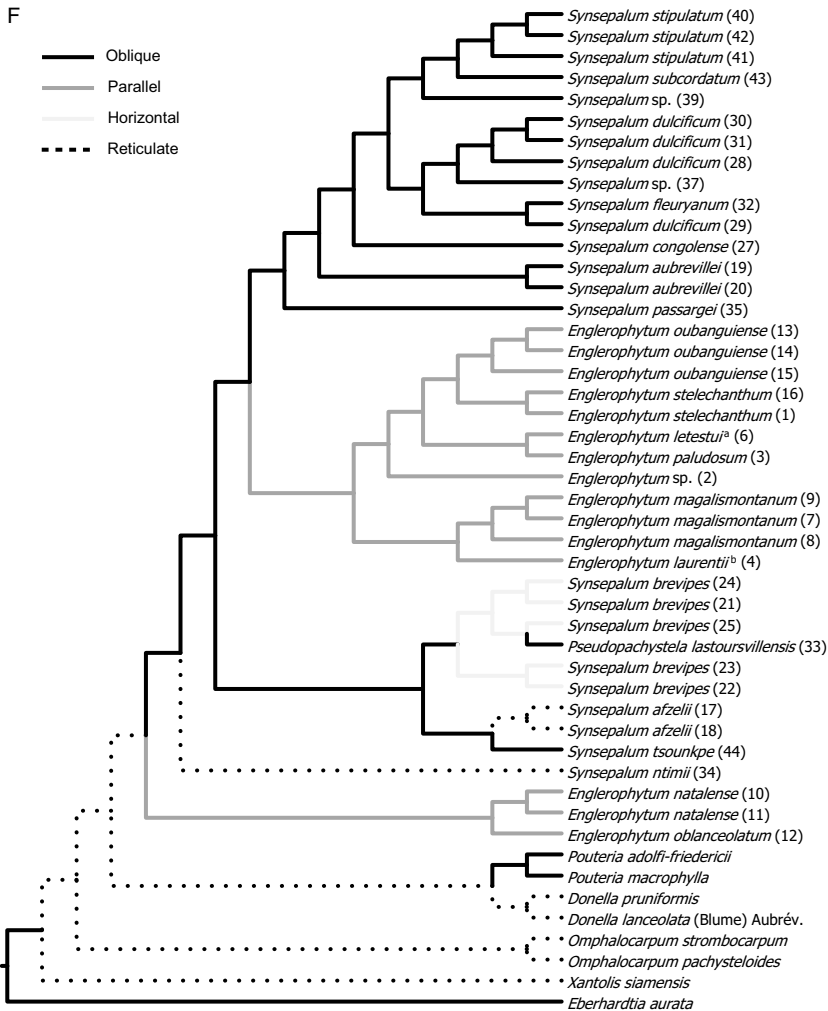 F
Oblique
Parallel
Horizontal
Reticulate
Synsepalum stipulatum (40)
Synsepalum stipulatum (42)
Synsepalum stipulatum (41)
Synsepalum subcordatum (43)
Synsepalum sp. (39)
Synsepalum dulcificum (30)
Synsepalum dulcificum (31)
Synsepalum dulcificum (28)
Synsepalum sp. (37)
Synsepalum fleuryanum (32)
Synsepalum dulcificum (29)
Synsepalum congolense (27)
Synsepalum aubrevillei (19)
Synsepalum aubrevillei (20)
Synsepalum passargei (35)
Englerophytum oubanguiense (13)
Englerophytum oubanguiense (14)
Englerophytum oubanguiense (15)
Englerophytum stelechanthum (16)
Englerophytum stelechanthum (1)
Englerophytum letestuiᵃ (6)
Englerophytum paludosum (3)
Englerophytum sp. (2)
Englerophytum magalismontanum (9)
Englerophytum magalismontanum (7)
Englerophytum magalismontanum (8)
Englerophytum laurentiiᵇ (4)
Synsepalum brevipes (24)
Synsepalum brevipes (21)
Synsepalum brevipes (25)
Pseudopachystela lastoursvillensis (33)
Synsepalum brevipes (23)
Synsepalum brevipes (22)
Synsepalum afzelii (17)
Synsepalum afzelii (18)
Synsepalum tsounkpe (44)
Synsepalum ntimii (34)
Englerophytum natalense (10)
Englerophytum natalense (11)
Englerophytum oblanceolatum (12)
Pouteria adolfi-friedericii
Pouteria macrophylla
Donella pruniformis
Donella lanceolata (Blume) Aubrév.
Omphalocarpum strombocarpum
Omphalocarpum pachysteloides
Xantolis siamensis
Eberhardtia aurata